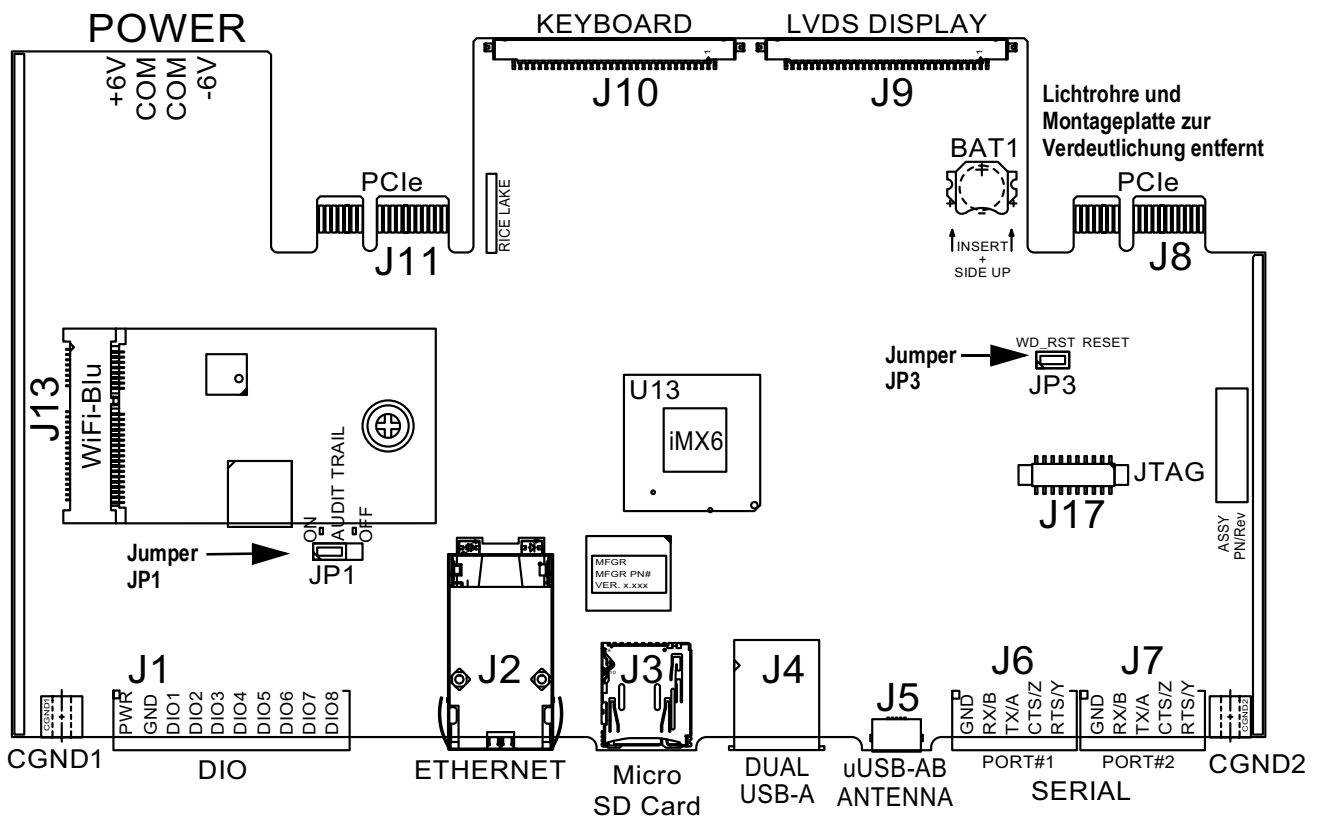 POWER
+6V
COM
COM
-6V
KEYBOARD
J10
LVDS DISPLAY
J9
1
1
Lichtrohre und
Montageplatte zur
Verdeutlichung entfernt
BAT1
+
INSERT
+
SIDE UP
PCIe
J11
RICE LAKE
PCIe
J8
J13
WiFi-Blu
U13
iMX6
Jumper
JP3
WD_RST RESET
JP3
JTAG
J17
ASSY
PN/Rev
ON
AUDIT TRAIL
OFF
Jumper
JP1
JP1
MFGR
MFGR PN#
VER. x.xxx
J1
PWR
GND
DIO1
DIO2
DIO3
DIO4
DIO5
DIO6
DIO7
DIO8
DIO
CGND1
CGND1
J2
ETHERNET
J3
Micro
SD Card
J4
DUAL
USB-A
J5
uUSB-AB
ANTENNA
J6
GND
RX/B
TX/A
CTS/Z
RTS/Y
PORT#1
J7
GND
RX/B
TX/A
CTS/Z
RTS/Y
PORT#2
SERIAL
CGND2
CGND2